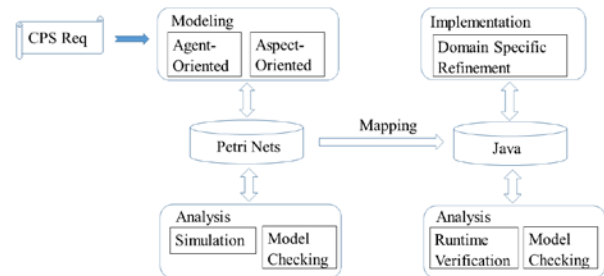 CPS Req
Modeling
Agent-
Oriented
Aspect-
Oriented
Implementation
Domain Specific
Refinement
Petri Nets
Mapping
Java
Analysis
Simulation
Model
Checking
Analysis
Runtime
Verification
Model
Checking